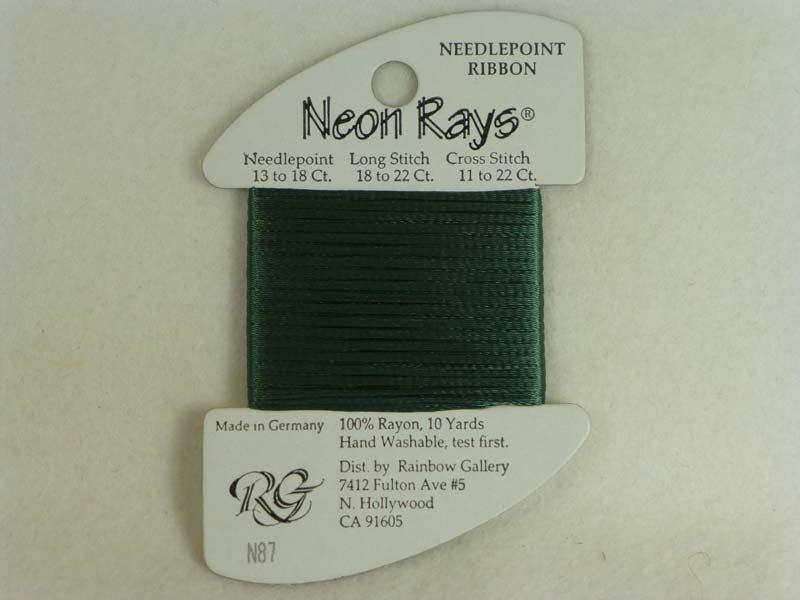 NEEDLEPOINT
RIBBON
Neon Rays®
Needlepoint Long Stitch Cross Stitch
13 to 18 Ct. 18 to 22 Ct. 11 to 22 Ct.
Made in Germany
100% Rayon, 10 Yards
Hand Washable, test first.
Dist. by Rainbow Gallery
7412 Fulton Ave #5
N. Hollywood
CA 91605
RG
N87